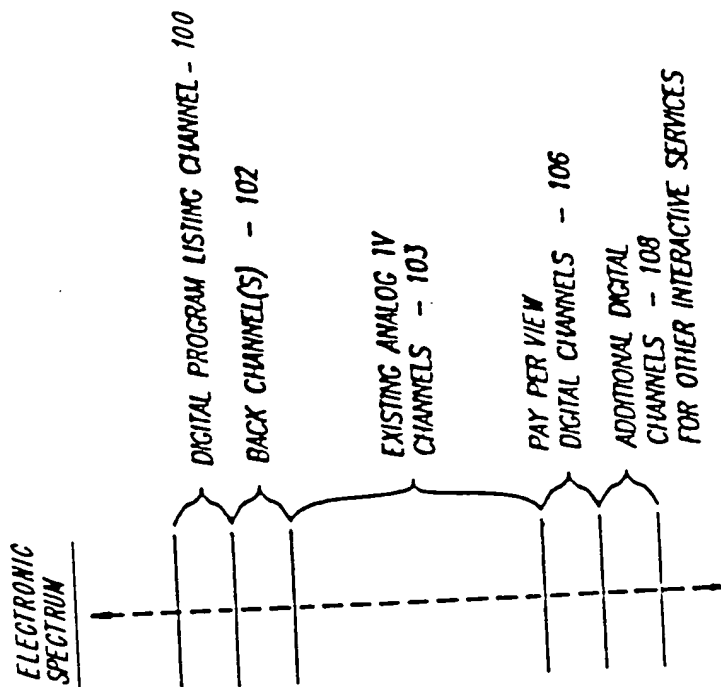 ELECTRONIC
SPECTRUM
DIGITAL PROGRAM LISTING CHANNEL - 100
BACK CHANNEL(S) - 102
EXISTING ANALOG TV
CHANNELS - 103
PAY PER VIEW
DIGITAL CHANNELS - 106
ADDITIONAL DIGITAL
CHANNELS - 108
FOR OTHER INTERACTIVE SERVICES